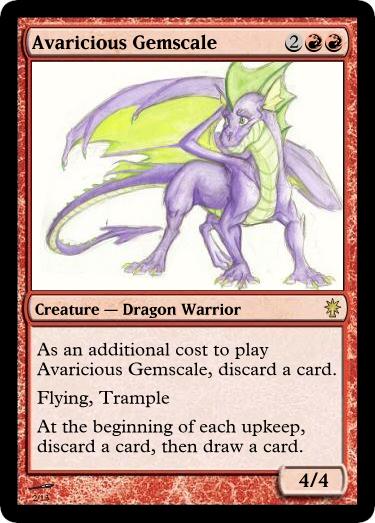 Avaricious Gemscale 2
Creature — Dragon Warrior
As an additional cost to play
Avaricious Gemscale, discard a card.
Flying, Trample
At the beginning of each upkeep,
discard a card, then draw a card.
4/4